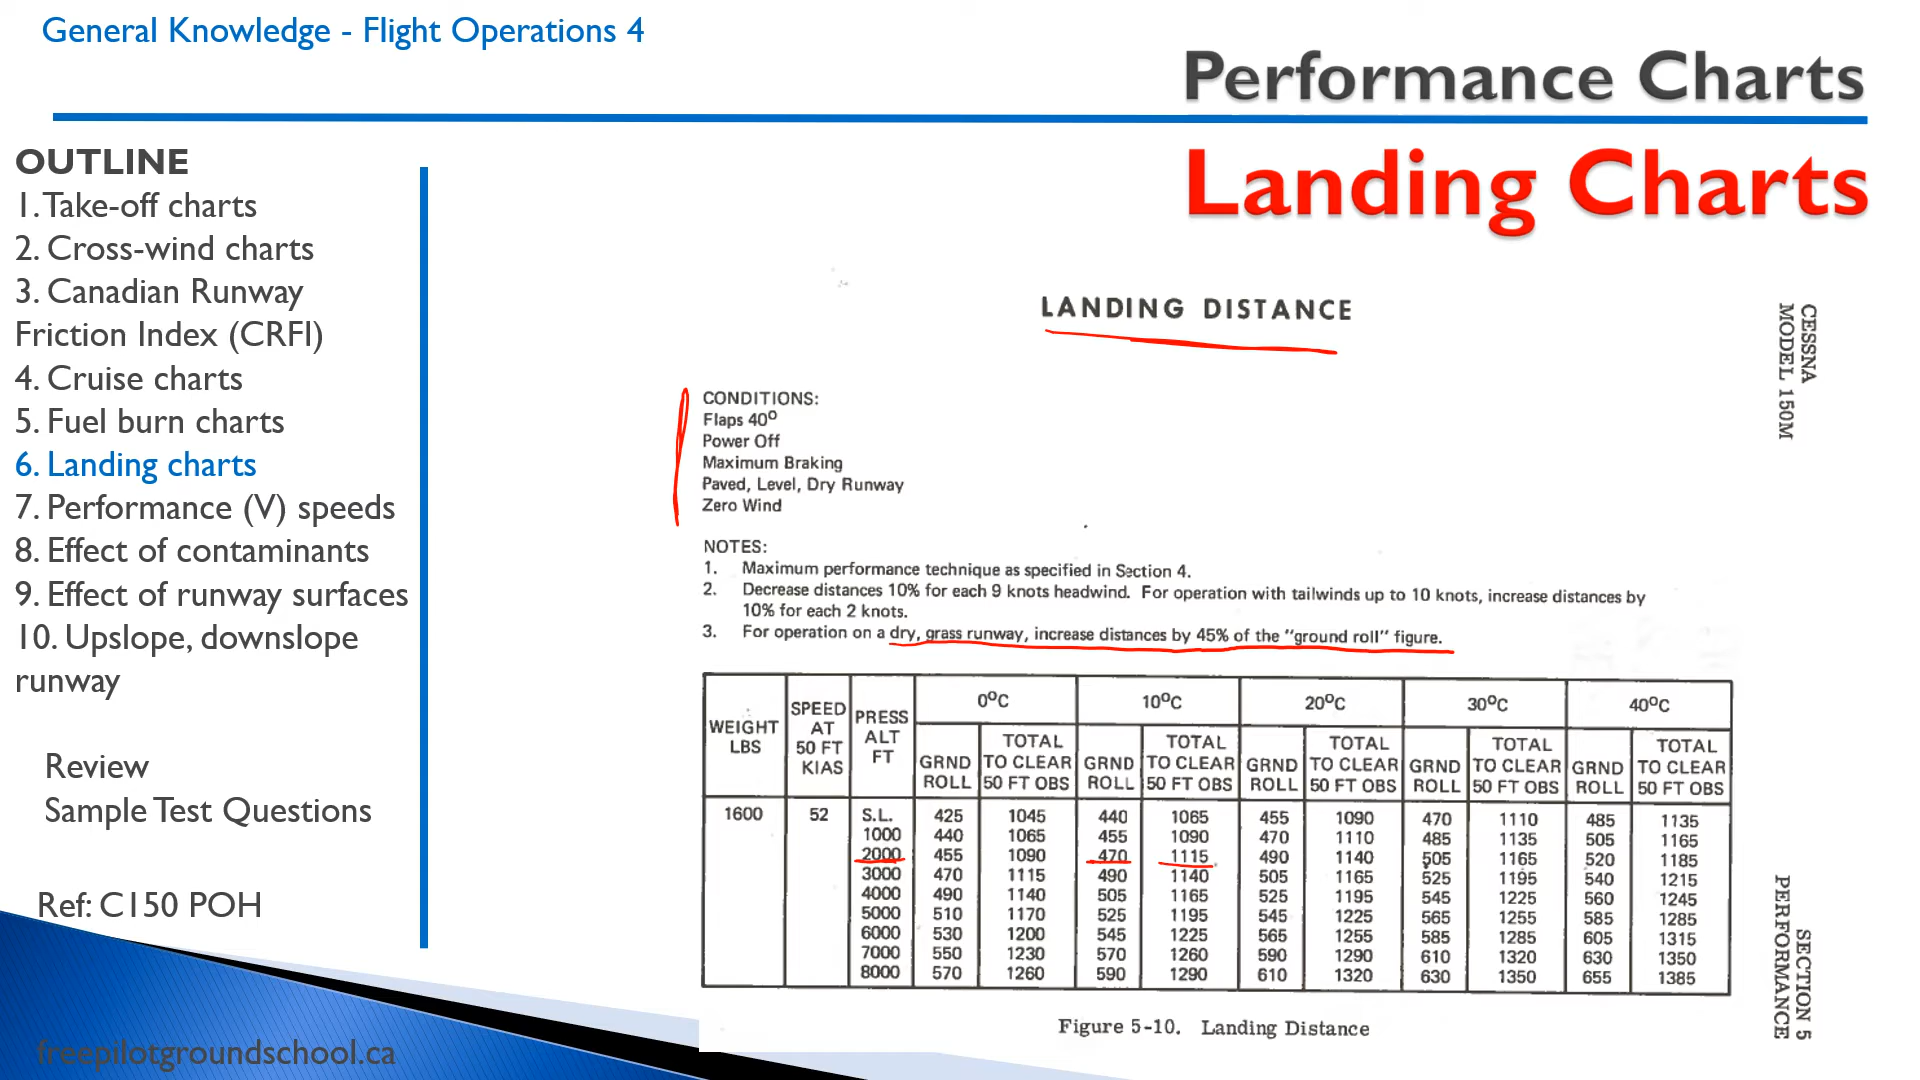 General Knowledge - Flight Operations 4
Performance Charts
Landing Charts
OUTLINE
1. Take-off charts
2. Cross-wind charts
3. Canadian Runway
Friction Index (CRFI)
4. Cruise charts
5. Fuel burn charts
6. Landing charts
7. Performance (V) speeds
8. Effect of contaminants
9. Effect of runway surfaces
10. Upslope, downslope
runway
Review
Sample Test Questions
Ref: C150 POH
freepilotgroundschool.ca
LANDING DISTANCE
CESSNA
MODEL 150M
CONDITIONS:
Flaps 40°
Power Off
Maximum Braking
Paved, Level, Dry Runway
Zero Wind
NOTES:
1. Maximum performance technique as specified in Section 4.
2. Decrease distances 10% for each 9 knots headwind. For operation with tailwinds up to 10 knots, increase distances by
10% for each 2 knots.
3. For operation on a dry, grass runway, increase distances by 45% of the "ground roll" figure.
WEIGHT LBS | SPEED AT 50 FT KIAS | PRESS ALT FT | 0°C | 10°C | 20°C | 30°C | 40°C
GRND ROLL | TOTAL TO CLEAR 50 FT OBS | GRND ROLL | TOTAL TO CLEAR 50 FT OBS | GRND ROLL | TOTAL TO CLEAR 50 FT OBS | GRND ROLL | TOTAL TO CLEAR 50 FT OBS | GRND ROLL | TOTAL TO CLEAR 50 FT OBS
1600 52 S.L. 425 1045 440 1065 455 1090 470 1110 485 1135
1000 440 1065 455 1090 470 1110 485 1135 505 1165
2000 455 1090 470 1115 490 1140 505 1165 520 1185
3000 470 1115 490 1140 505 1165 525 1195 540 1215
4000 490 1140 505 1165 525 1195 545 1225 560 1245
5000 510 1170 525 1195 545 1225 565 1255 585 1285
6000 530 1200 545 1225 565 1255 585 1285 605 1315
7000 550 1230 570 1260 590 1290 610 1320 630 1350
8000 570 1260 590 1290 610 1320 630 1350 655 1385
Figure 5-10. Landing Distance
SECTION 5
PERFORMANCE